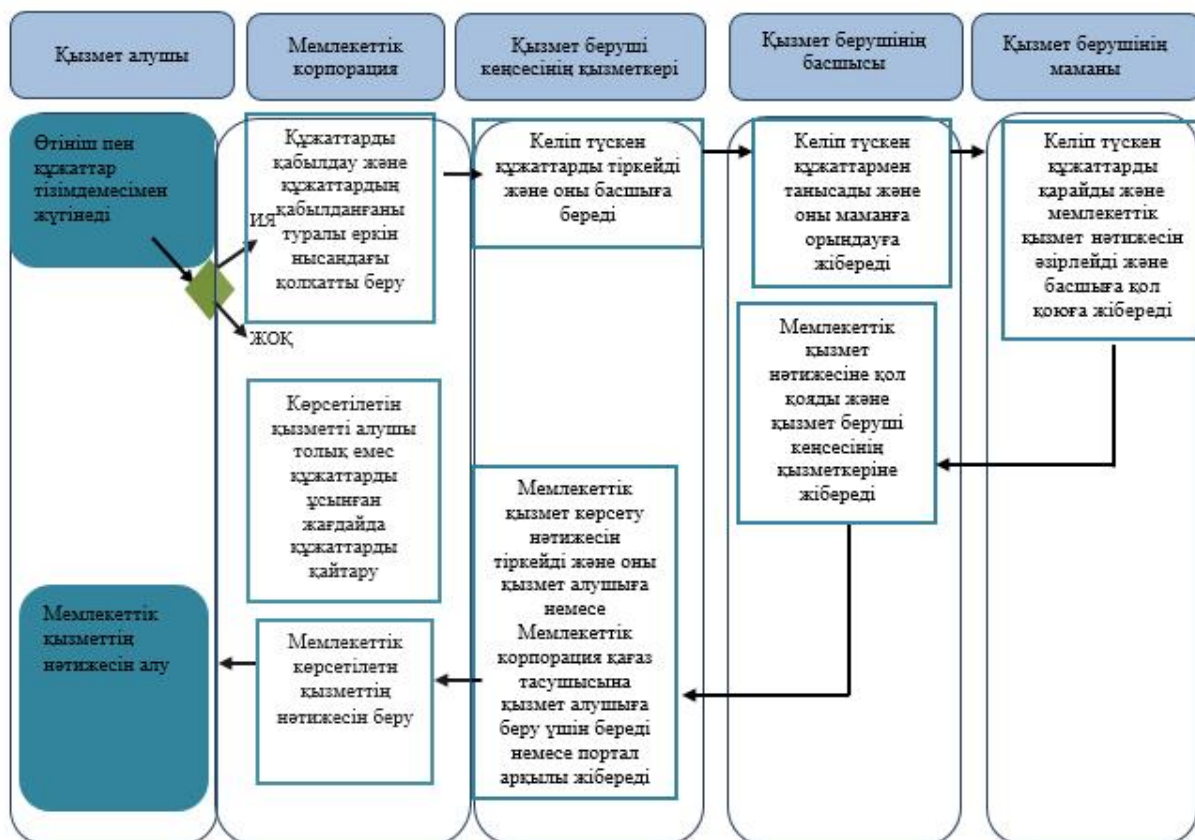 Қызмет алушы
Мемлекеттік
корпорация
Қызмет беруші
кеңсесінің қызметкері
Қызмет берушінің
басшысы
Қызмет берушінің
маманы
Өтініш пен
құжаттар
тізімдемесімен
жүгінеді
ИЯ
ЖОҚ
Құжаттарды
қабылдау және
құжаттардың
қабылданғаны
туралы еркін
нысандағы
қолхатты беру
Келіп түскен
құжаттарды тіркейді
және оны басшыға
береді
Келіп түскен
құжаттармен
танысады және
оны маманға
орындауға
жібереді
Келіп түскен
құжаттарды
қарайды және
мемлекеттік
қызмет нәтижесін
әзірлейді және
басшыға қол
қоюға жібереді
Көрсетілетін
қызметті алушы
толық емес
құжаттарды
ұсынған
жағдайда
құжаттарды
қайтару
Мемлекеттік
қызмет
нәтижесіне қол
қояды және
қызмет беруші
кеңсесінің
қызметкеріне
жібереді
Мемлекеттік
қызмет көрсету
нәтижесін
тіркейді және оны
қызмет алушыға
немесе
Мемлекеттік
корпорация қағаз
тасушысына
қызмет алушыға
беру үшін береді
немесе портал
арқылы жібереді
Мемлекеттік
көрсетілетн
қызметтің
нәтижесін беру
Мемлекеттік
қызметтің
нәтижесін алу